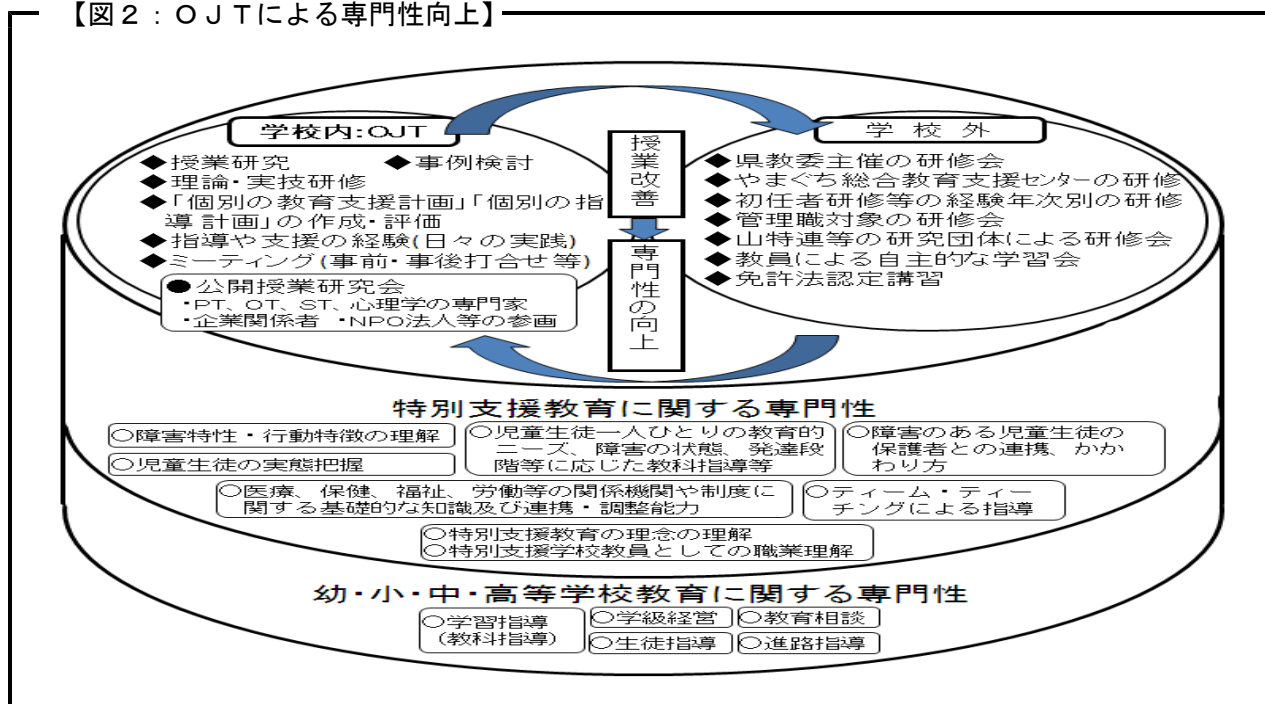 【図2：OJTによる専門性向上】
学校内:OJT
◆授業研究 ◆事例検討
◆理論・実技研修
◆「個別の教育支援計画」「個別の指
導計画」の作成・評価
◆指導や支援の経験(日々の実践)
◆ミーティング(事前・事後打合せ等)
●公開授業研究会
・PT、OT、ST、心理学の専門家
・企業関係者 ・NPO法人等の参画
授業改善
専門性の向上
学校外
◆県教委主催の研修会
◆やまぐち総合教育支援センターの研修
◆初任者研修等の経験年次別の研修
◆管理職対象の研修会
◆山特連等の研究団体による研修会
◆教員による自主的な学習会
◆免許法認定講習
特別支援教育に関する専門性
○障害特性・行動特徴の理解
○児童生徒の実態把握
○児童生徒一人ひとりの教育的
ニーズ、障害の状態、発達段
階等に応じた教科指導等
○障害のある児童生徒の
保護者との連携、かか
わり方
○医療、保健、福祉、労働等の関係機関や制度に
関する基礎的な知識及び連携・調整能力
○ティーム・ティー
チングによる指導
○特別支援教育の理念の理解
○特別支援学校教員としての職業理解
幼・小・中・高等学校教育に関する専門性
○学習指導
(教科指導)
○学級経営
○教育相談
○生徒指導
○進路指導